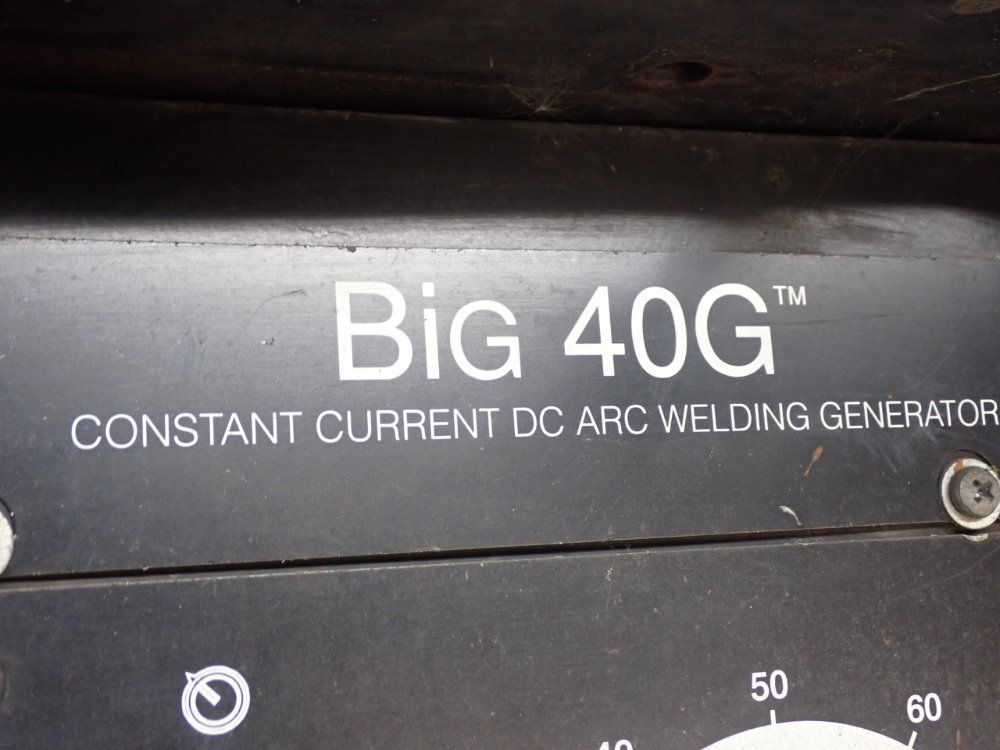 BiG 40G™
CONSTANT CURRENT DC ARC WELDING GENERATOR
50
60